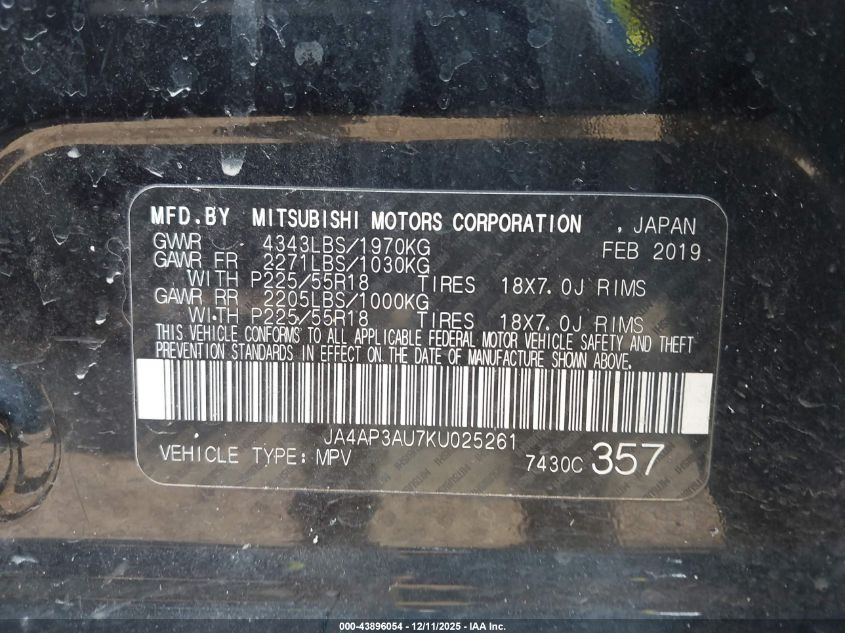 MFD.BY MITSUBISHI MOTORS CORPORATION , JAPAN
GVWR 4343LBS/1970KG FEB 2019
GAWR FR 2271LBS/1030KG
WITH P225/55R18 TIRES 18X7.0J RIMS
GAWR RR 2205LBS/1000KG
WITH P225/55R18 TIRES 18X7.0J RIMS
THIS VEHICLE CONFORMS TO ALL APPLICABLE FEDERAL MOTOR VEHICLE SAFETY AND THEFT
PREVENTION STANDARDS IN EFFECT ON THE DATE OF MANUFACTURE SHOWN ABOVE.
JA4AP3AU7KU025261
VEHICLE TYPE: MPV 7430C 357
000-43896054 - 12/11/2025 - IAA Inc.